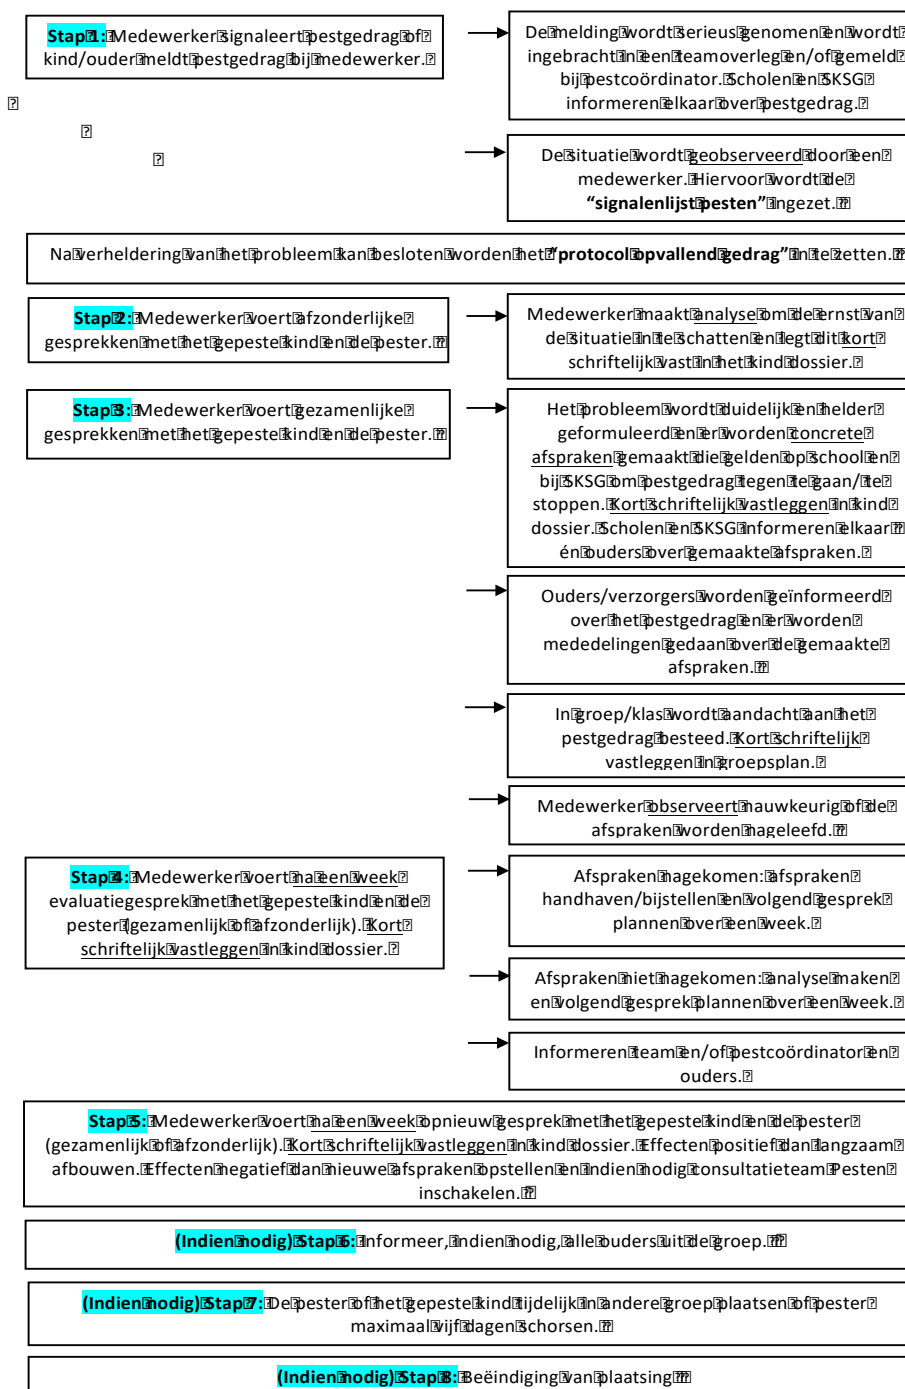 Stap 1: Medewerker signaleert pestgedrag of
kind/ouder meldt pestgedrag bij medewerker.
De melding wordt serieus genomen en wordt
ingebracht in een teamoverleg en/of gemeld
bij pestcoördinator. Scholen en SKSG
informeren elkaar over pestgedrag.
De situatie wordt geobserveerd door een
medewerker. Hiervoor wordt de
“signalenlijst pesten” ingezet.
Na verheldering van het probleem kan besloten worden het “protocol opvallend gedrag” in te zetten.
Stap 2: Medewerker voert afzonderlijke
gesprekken met het gepeste kind en de pester.
Medewerker maakt analyse om de ernst van
de situatie in te schatten en legt dit kort
schriftelijk vast in het kind dossier.
Stap 3: Medewerker voert gezamenlijke
gesprekken met het gepeste kind en de pester.
Het probleem wordt duidelijk en helder
geformuleerd en er worden concrete
afspraken gemaakt die gelden op school en
bij SKSG om pestgedrag tegen te gaan/ te
stoppen. Kort schriftelijk vastleggen in kind
dossier. Scholen en SKSG informeren elkaar
én ouders over gemaakte afspraken.
Ouders/verzorgers worden geïnformeerd
over het pestgedrag en er worden
mededelingen gedaan over de gemaakte
afspraken.
In groep/klas wordt aandacht aan het
pestgedrag besteed. Kort schriftelijk
vastleggen in groepsplan.
Medewerker observeert nauwkeurig of de
afspraken worden nageleefd.
Stap 4: Medewerker voert na een week
evaluatiegesprek met het gepeste kind en de
pester (gezamenlijk of afzonderlijk). Kort
schriftelijk vastleggen in kind dossier.
Afspraken nagekomen: afspraken
handhaven/bijstellen en volgend gesprek
plannen over een week.
Afspraken niet nagekomen: analyse maken
en volgend gesprek plannen over een week.
Informeren team en/of pestcoördinator en
ouders.
Stap 5: Medewerker voert na een week opnieuw gesprek met het gepeste kind en de pester
(gezamenlijk of afzonderlijk). Kort schriftelijk vastleggen in kind dossier. Effecten positief dan langzaam
afbouwen. Effecten negatief dan nieuwe afspraken opstellen en indien nodig consultatieteam Pesten
inschakelen.
(Indien nodig) Stap 6: Informeer, indien nodig, alle ouders uit de groep.
(Indien nodig) Stap 7: De pester of het gepeste kind tijdelijk in andere groep plaatsen of pester
maximaal vijf dagen schorsen.
(Indien nodig) Stap 8: Beëindiging van plaatsing